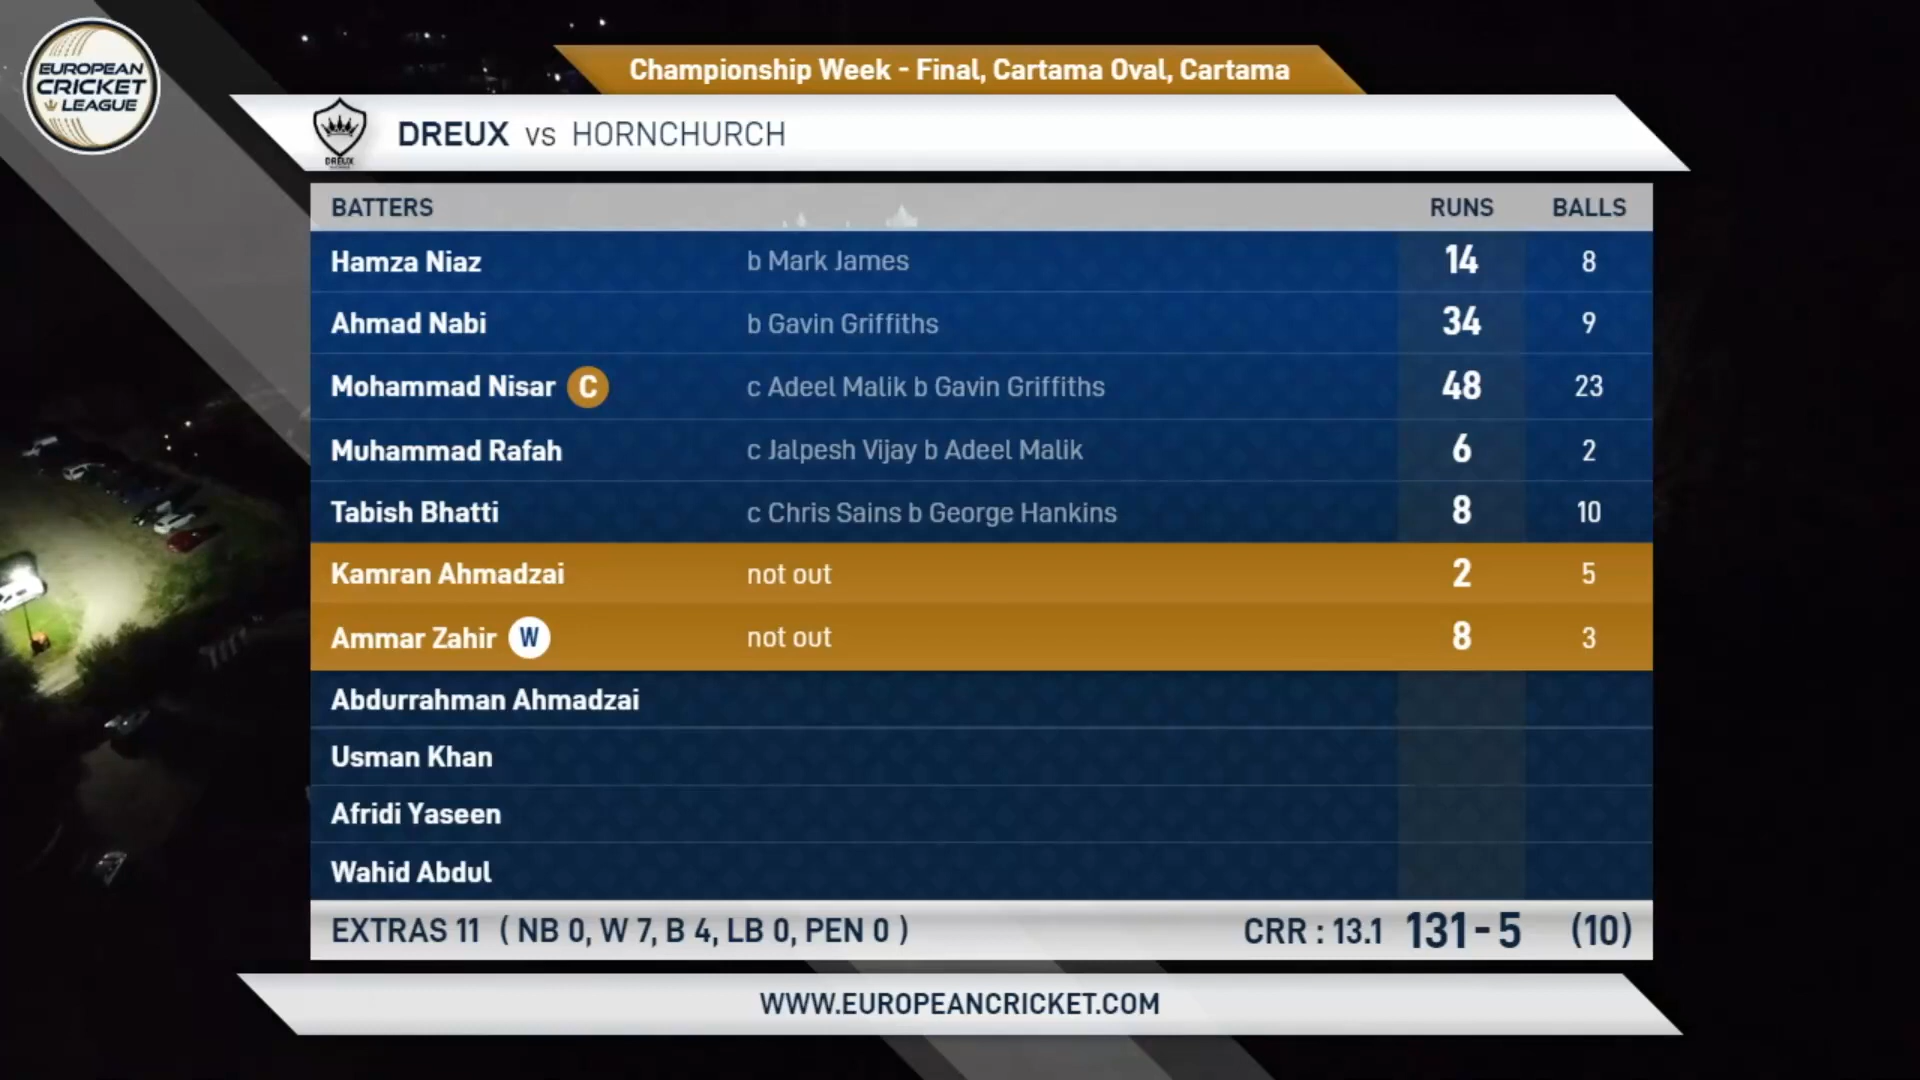 EUROPEAN
CRICKET
LEAGUE
Championship Week - Final, Cartama Oval, Cartama
DREUX
DREUX vs HORNCHURCH
BATTERS RUNS BALLS
Hamza Niaz b Mark James 14 8
Ahmad Nabi b Gavin Griffiths 34 9
Mohammad Nisar C c Adeel Malik b Gavin Griffiths 48 23
Muhammad Rafah c Jalpesh Vijay b Adeel Malik 6 2
Tabish Bhatti c Chris Sains b George Hankins 8 10
Kamran Ahmadzai not out 2 5
Ammar Zahir W not out 8 3
Abdurrahman Ahmadzai
Usman Khan
Afridi Yaseen
Wahid Abdul
EXTRAS 11 ( NB 0, W 7, B 4, LB 0, PEN 0 ) CRR : 13.1 131-5 (10)
WWW.EUROPEANCRICKET.COM